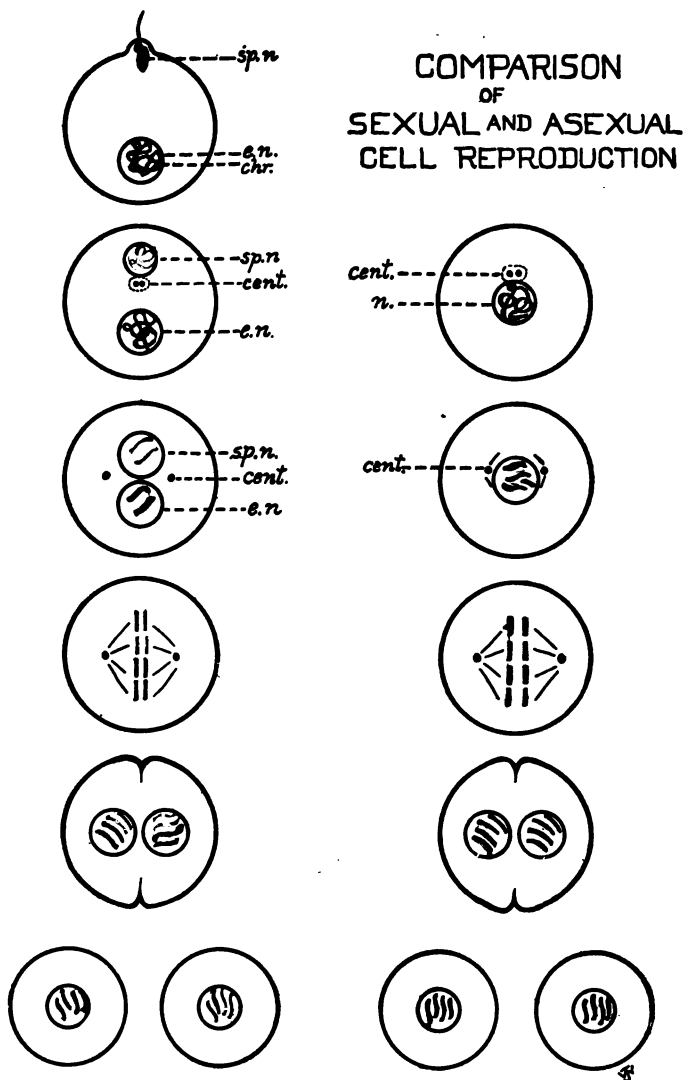 COMPARISON
OF
SEXUAL AND ASEXUAL
CELL REPRODUCTION
sp.n
e.n.
chr.
sp.n
cent.
e.n.
cent.
n.
sp.n.
cent.
e.n
cent.